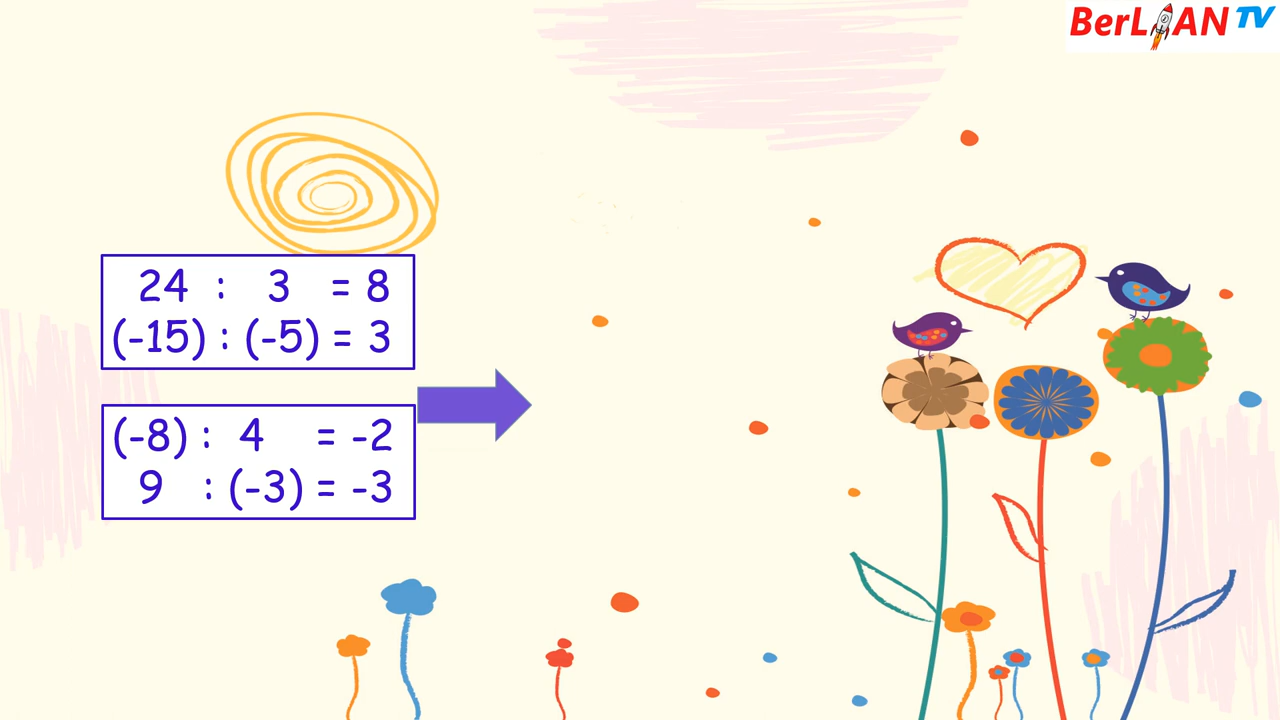 BerLIAN TV
24 : 3 = 8
(-15) : (-5) = 3
(-8) : 4 = -2
9 : (-3) = -3